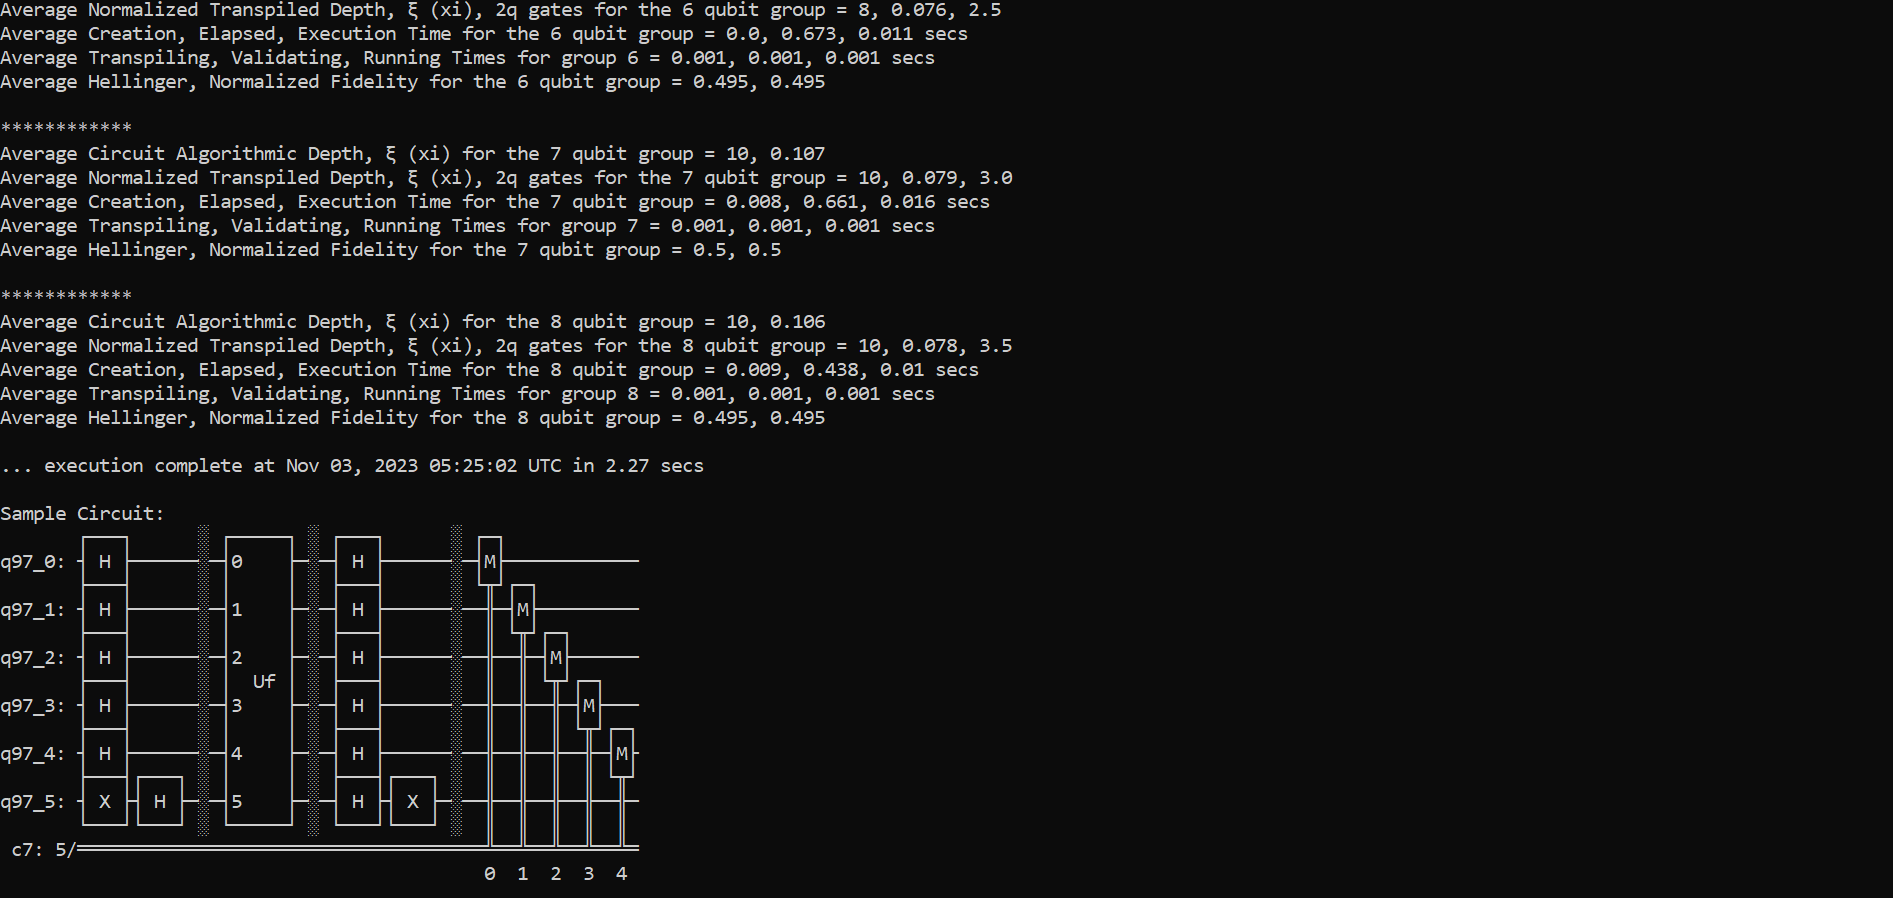 Average Normalized Transpiled Depth, ξ (xi), 2q gates for the 6 qubit group = 8, 0.076, 2.5
Average Creation, Elapsed, Execution Time for the 6 qubit group = 0.0, 0.673, 0.011 secs
Average Transpiling, Validating, Running Times for group 6 = 0.001, 0.001, 0.001 secs
Average Hellinger, Normalized Fidelity for the 6 qubit group = 0.495, 0.495
************
Average Circuit Algorithmic Depth, ξ (xi) for the 7 qubit group = 10, 0.107
Average Normalized Transpiled Depth, ξ (xi), 2q gates for the 7 qubit group = 10, 0.079, 3.0
Average Creation, Elapsed, Execution Time for the 7 qubit group = 0.008, 0.661, 0.016 secs
Average Transpiling, Validating, Running Times for group 7 = 0.001, 0.001, 0.001 secs
Average Hellinger, Normalized Fidelity for the 7 qubit group = 0.5, 0.5
************
Average Circuit Algorithmic Depth, ξ (xi) for the 8 qubit group = 10, 0.106
Average Normalized Transpiled Depth, ξ (xi), 2q gates for the 8 qubit group = 10, 0.078, 3.5
Average Creation, Elapsed, Execution Time for the 8 qubit group = 0.009, 0.438, 0.01 secs
Average Transpiling, Validating, Running Times for group 8 = 0.001, 0.001, 0.001 secs
Average Hellinger, Normalized Fidelity for the 8 qubit group = 0.495, 0.495
... execution complete at Nov 03, 2023 05:25:02 UTC in 2.27 secs
Sample Circuit:
q97_0: H 0 H M
q97_1: H 1 H M
q97_2: H 2 H M
Uf
q97_3: H 3 H M
q97_4: H 4 H M
q97_5: X H 5 H X
c7: 5/
0 1 2 3 4